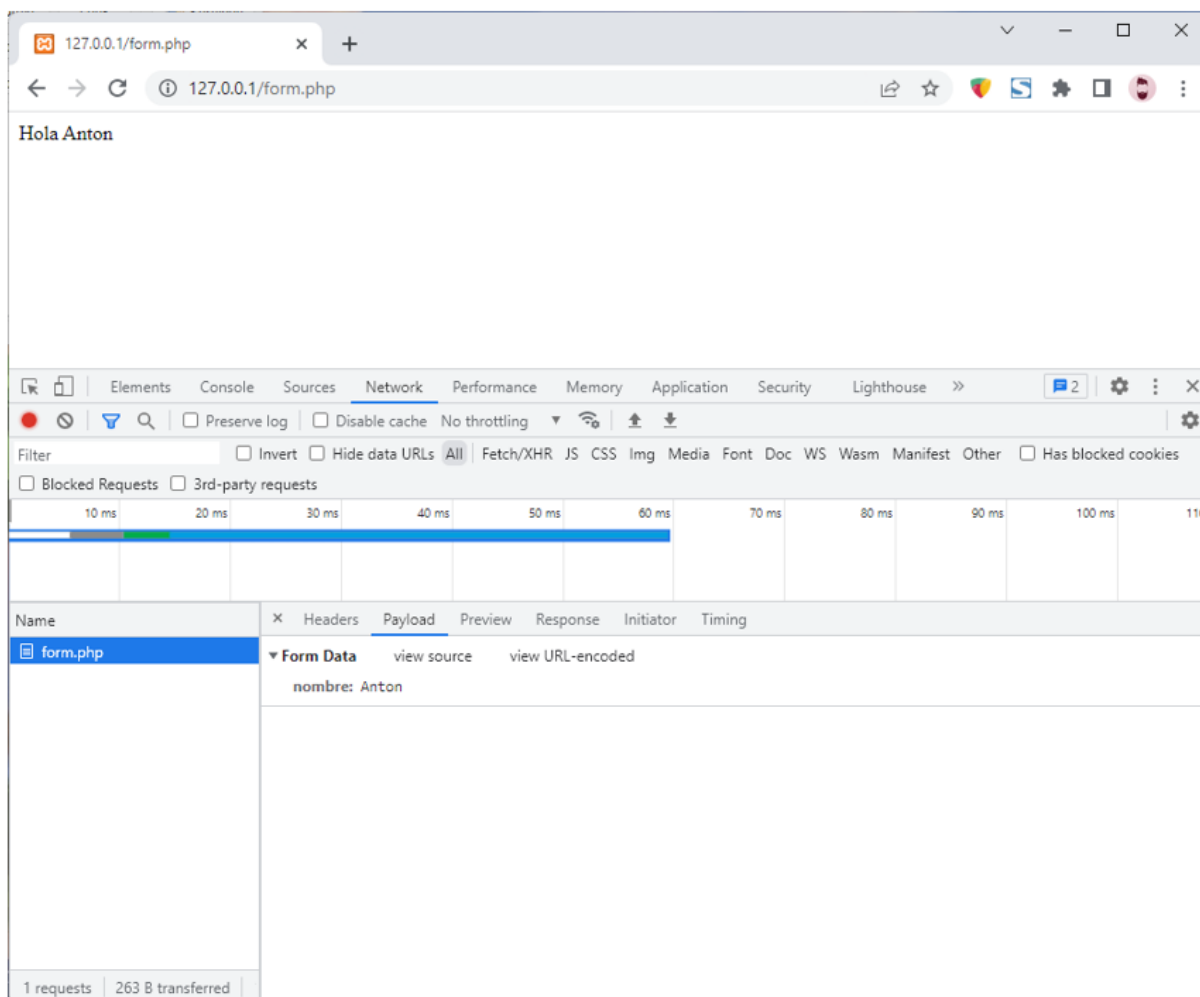 127.0.0.1/form.php
127.0.0.1/form.php
Hola Anton
Elements Console Sources Network Performance Memory Application Security Lighthouse 2
Preserve log Disable cache No throttling
Filter Invert Hide data URLs All Fetch/XHR JS CSS Img Media Font Doc WS Wasm Manifest Other Has blocked cookies
Blocked Requests 3rd-party requests
10 ms 20 ms 30 ms 40 ms 50 ms 60 ms 70 ms 80 ms 90 ms 100 ms 11
Name Headers Payload Preview Response Initiator Timing
form.php Form Data view source view URL-encoded
nombre: Anton
1 requests 263 B transferred